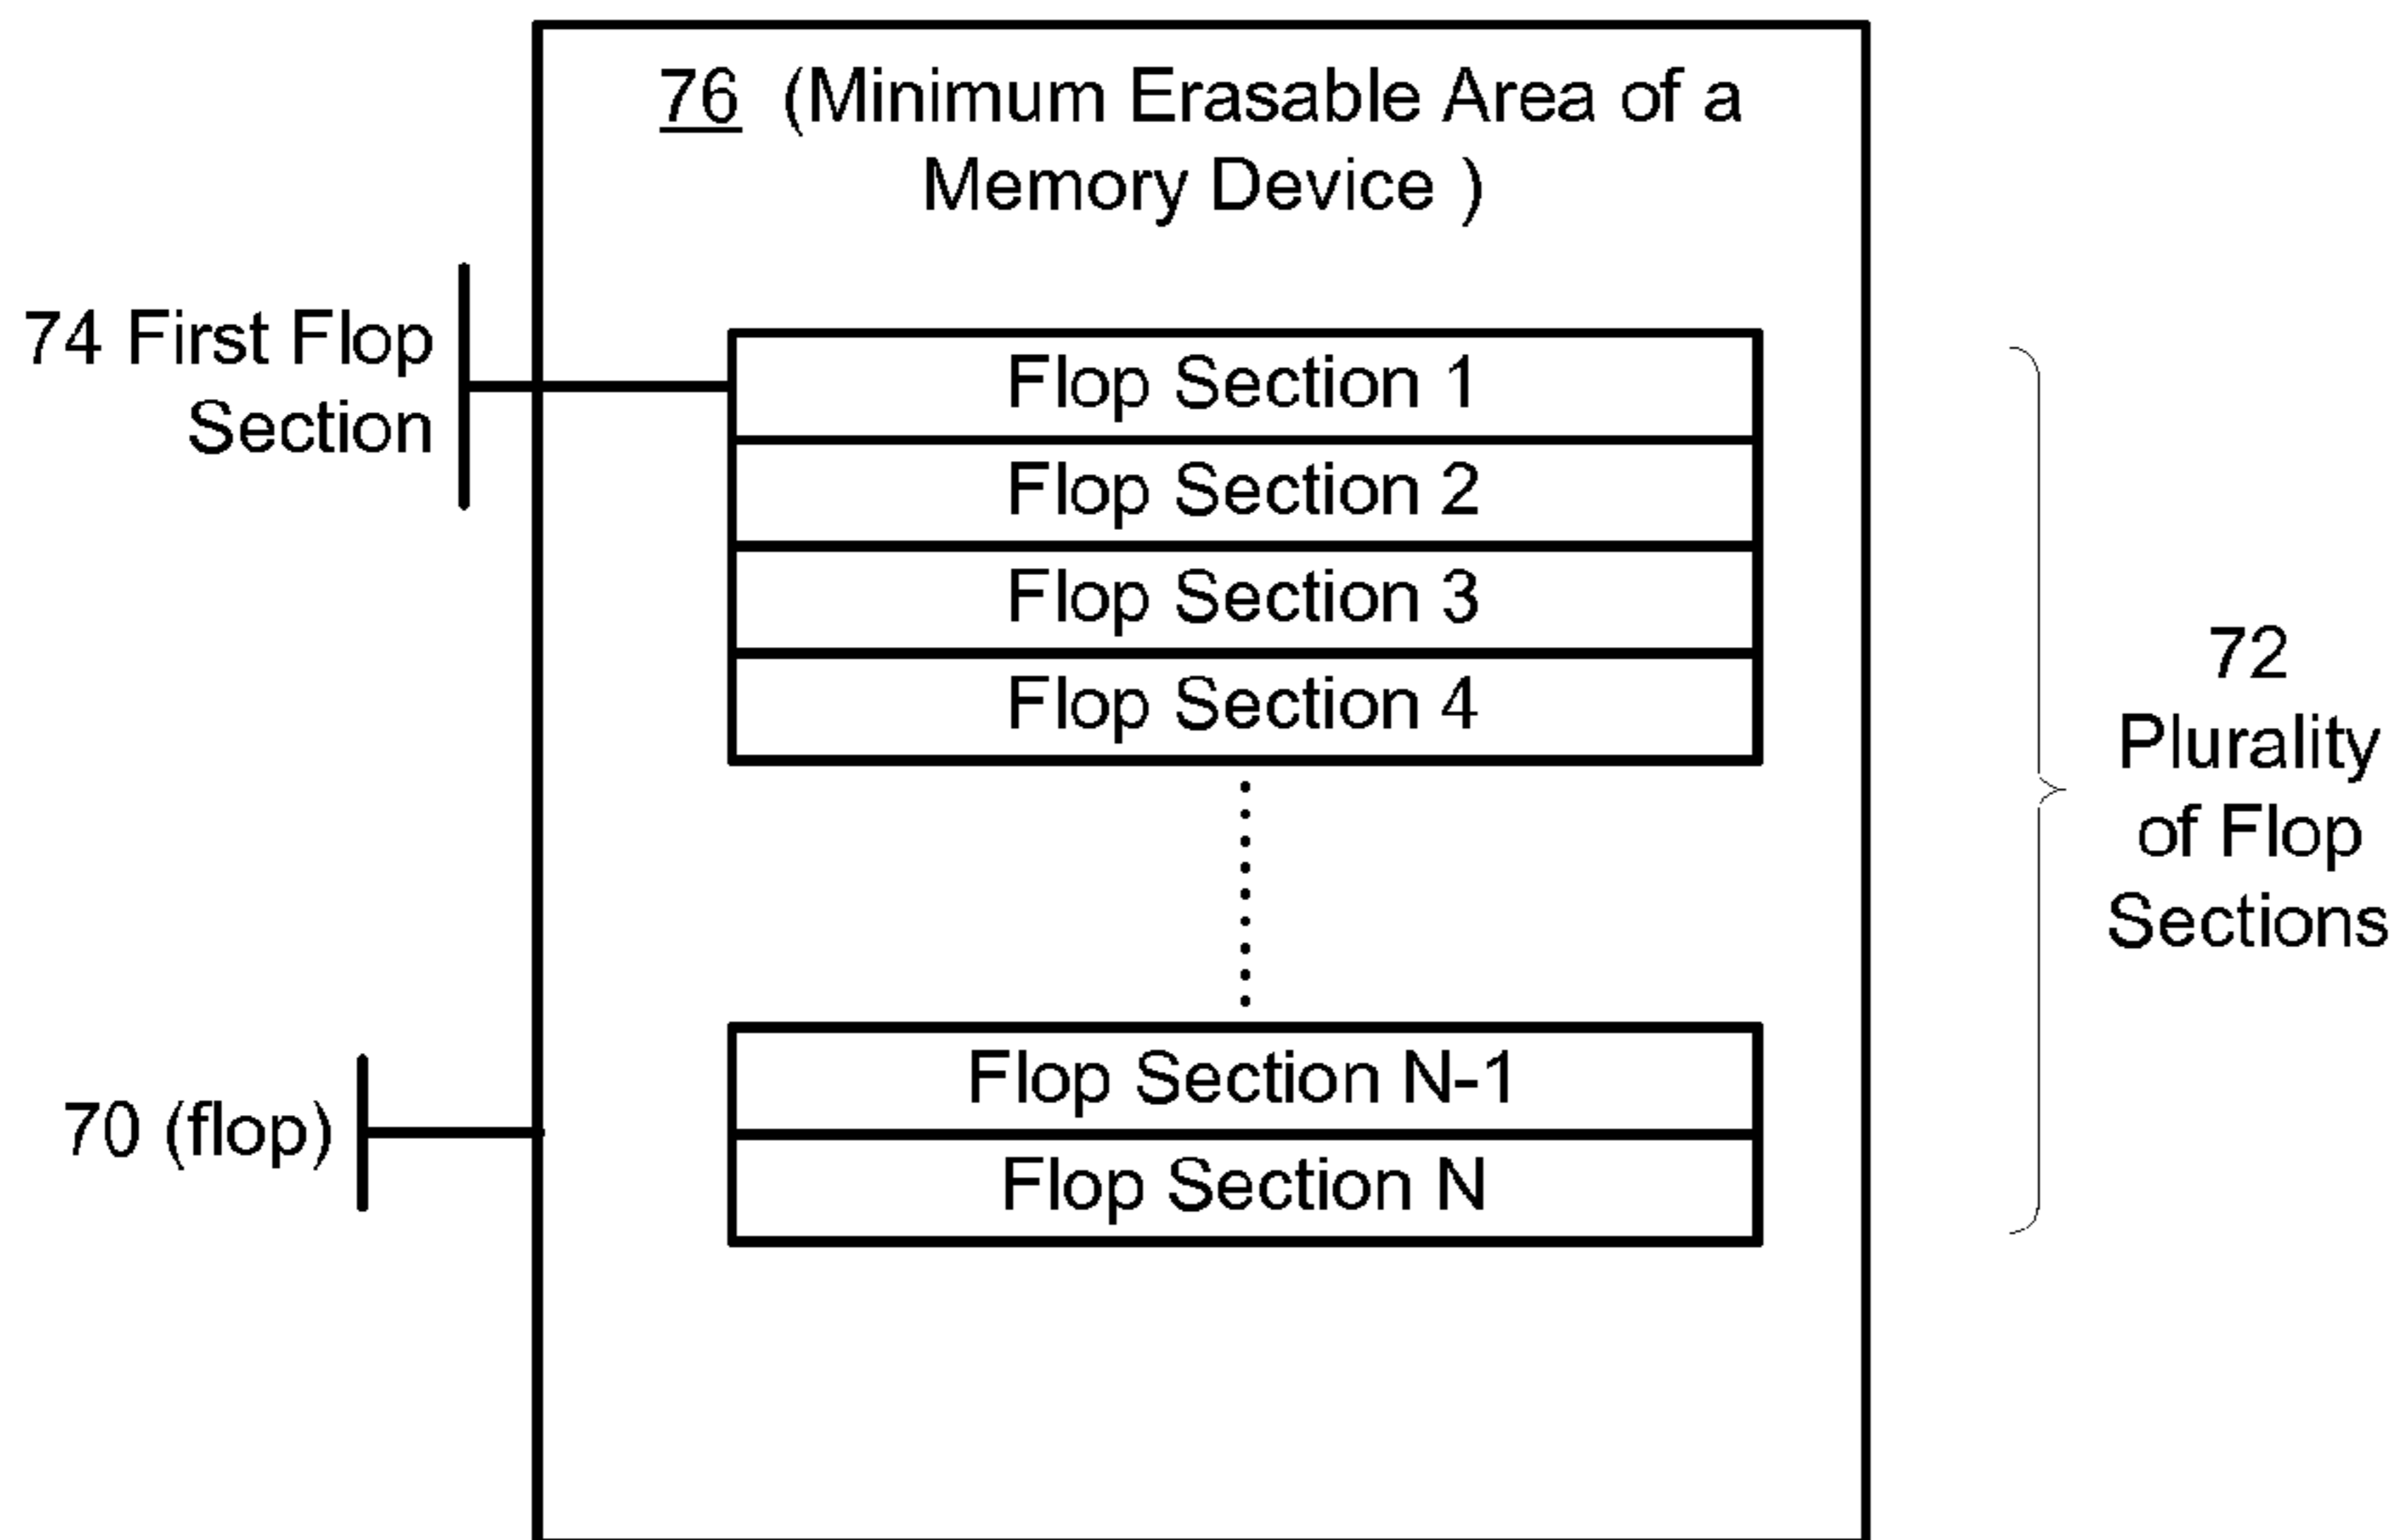 76 (Minimum Erasable Area of a
Memory Device )
74 First Flop
Section
Flop Section 1
Flop Section 2
Flop Section 3
Flop Section 4
72
Plurality
of Flop
Sections
70 (flop)
Flop Section N-1
Flop Section N